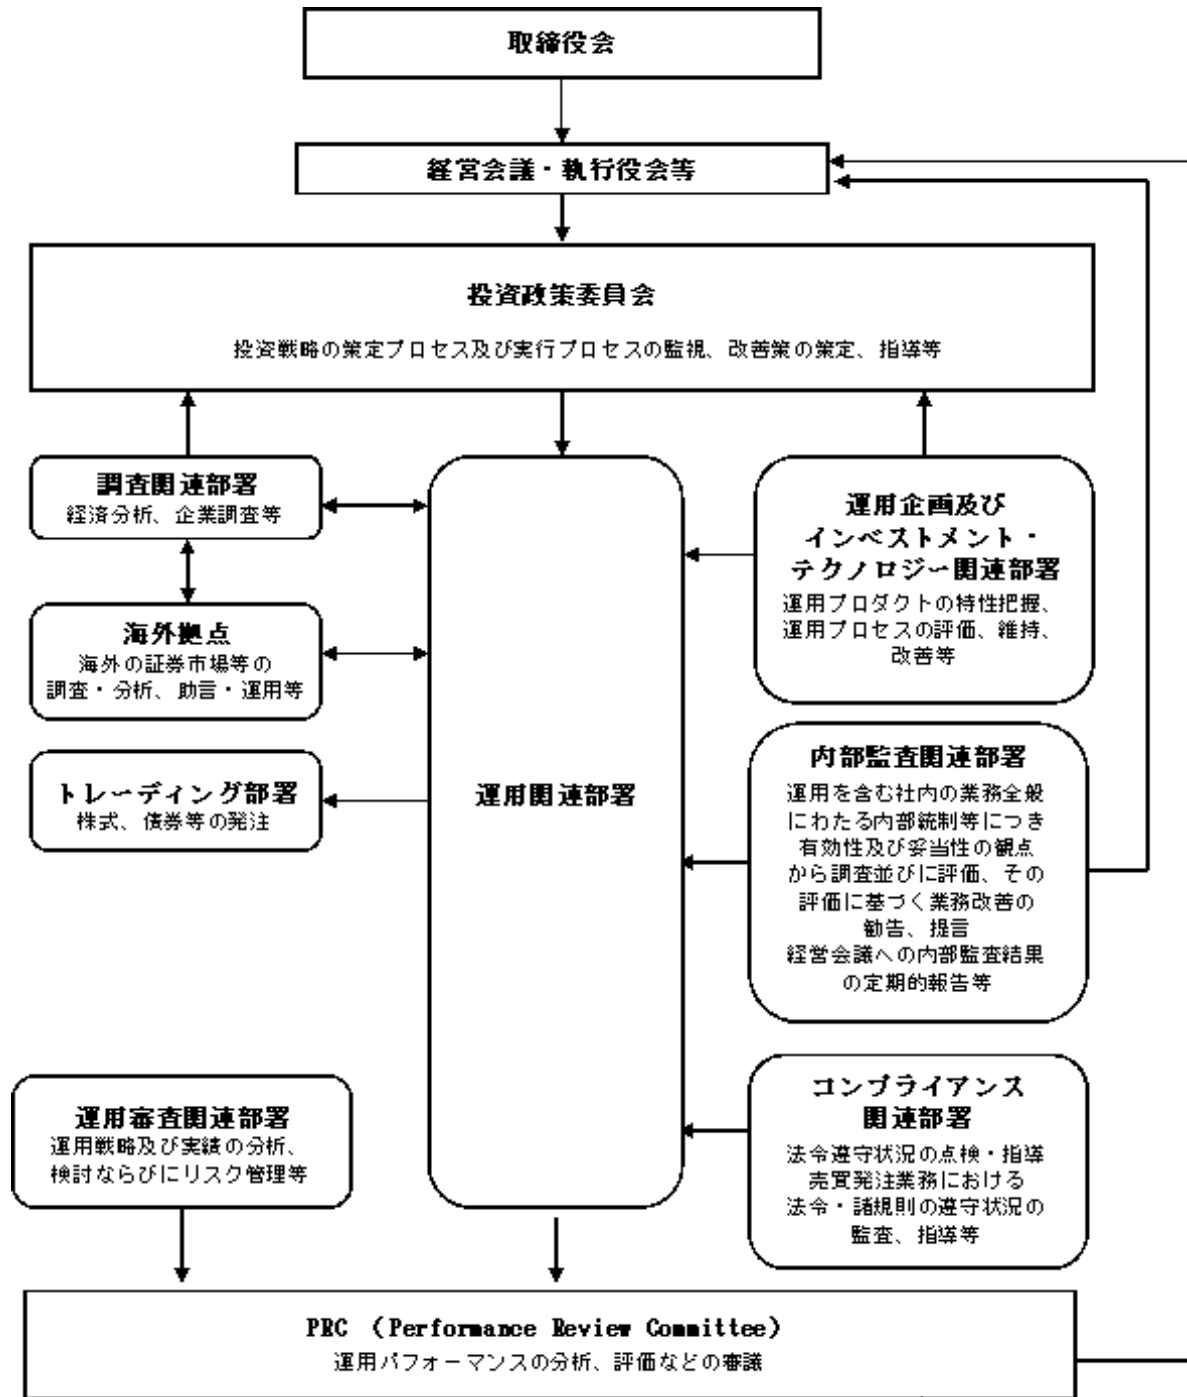 取締役会
経営会議・執行役会等
投資政策委員会
投資戦略の策定プロセス及び実行プロセスの監視、改善策の策定、指導等
調査関連部署
経済分析、企業調査等
海外拠点
海外の証券市場等の
調査・分析、助言・運用等
トレーディング部署
株式、債券等の発注
運用関連部署
運用企画及び
インベストメント・
テクノロジー関連部署
運用プロダクトの特性把握、
運用プロセスの評価、維持、
改善等
内部監査関連部署
運用を含む社内の業務全般
にわたる内部統制等につき
有効性及び妥当性の観点
から調査並びに評価、その
評価に基づく業務改善の
勧告、提言
経営会議への内部監査結果
の定期的報告等
運用審査関連部署
運用戦略及び実績の分析、
検討ならびにリスク管理等
コンプライアンス
関連部署
法令遵守状況の点検・指導
売買発注業務における
法令・諸規則の遵守状況の
監査、指導等
PRC （Performance Review Committee）
運用パフォーマンスの分析、評価などの審議